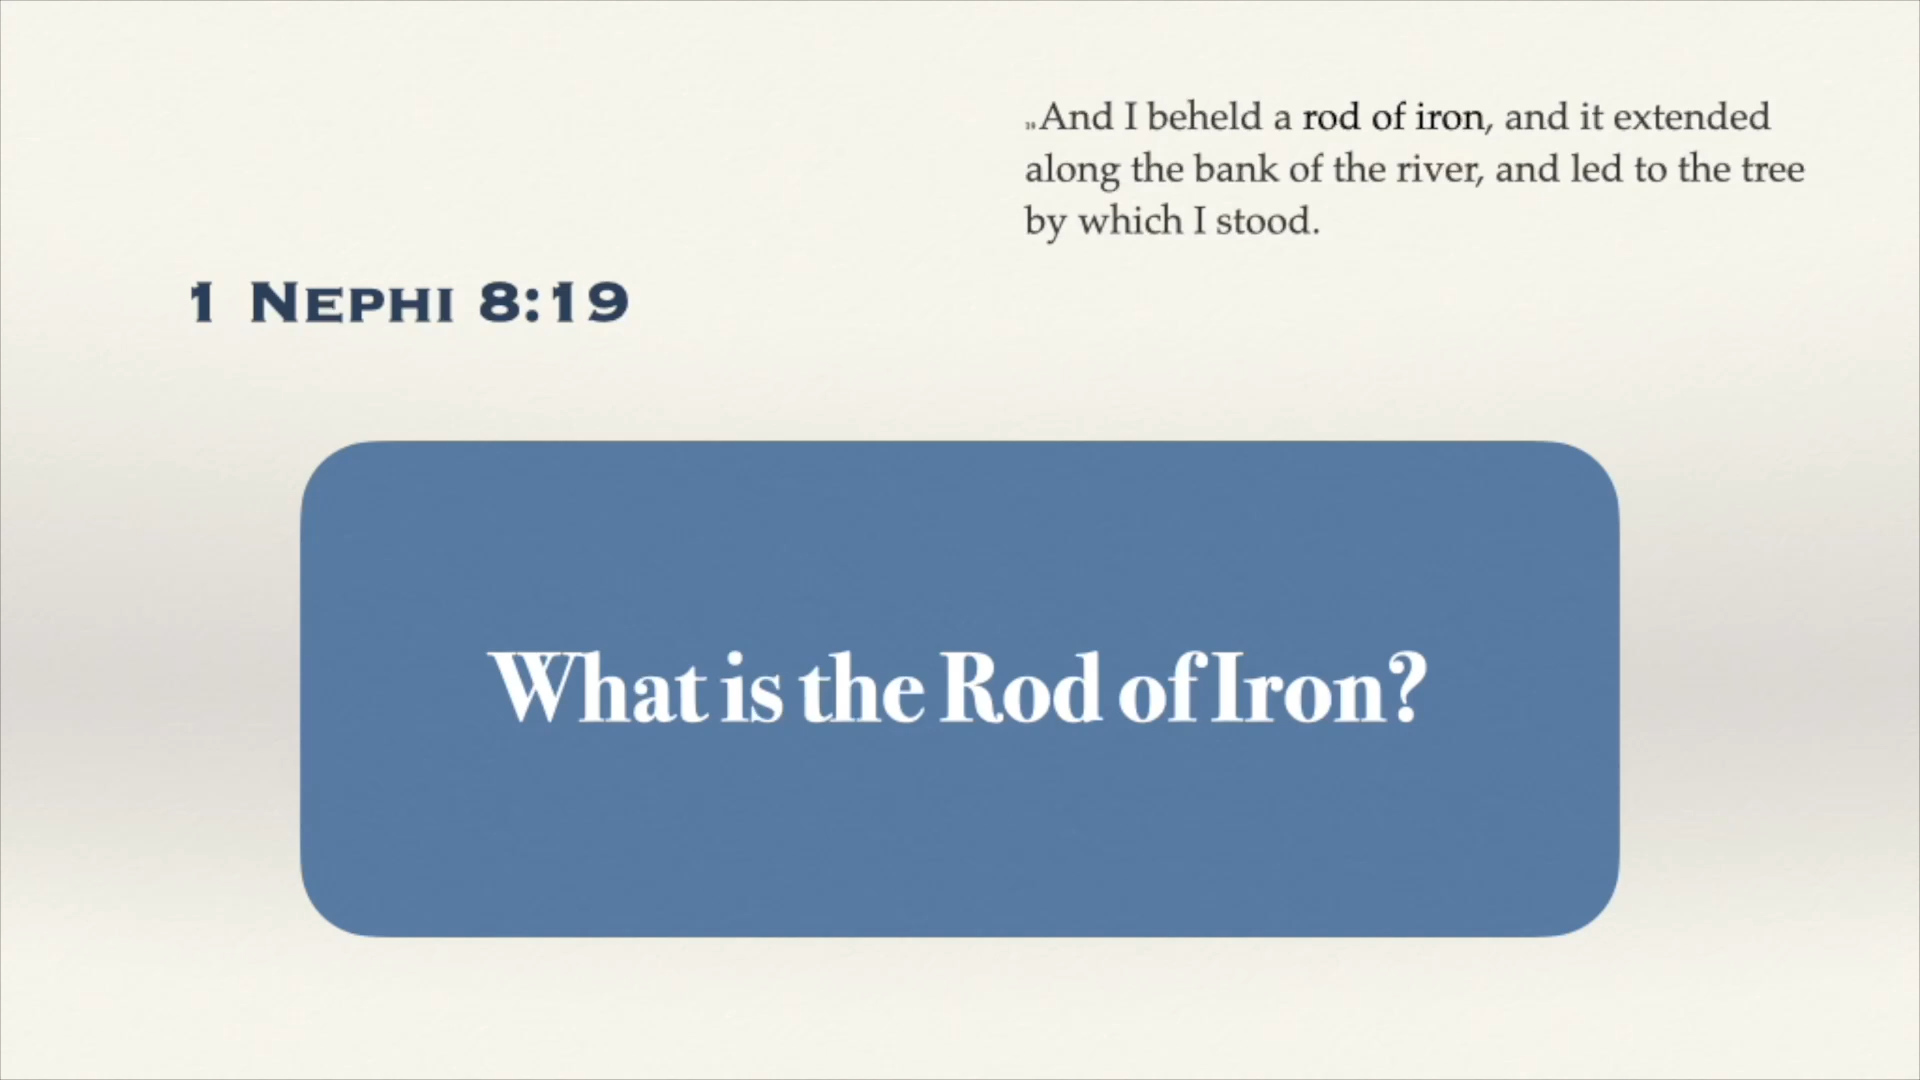 And I beheld a rod of iron, and it extended
along the bank of the river, and led to the tree
by which I stood.
1 Nephi 8:19
What is the Rod of Iron?